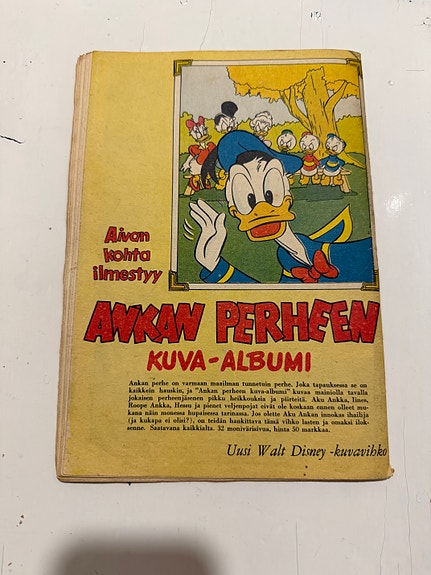 Aivan
kohta
ilmestyy
ANKAN PERHEEN
KUVA-ALBUMI
Ankan perhe on varmaan maailman tunnetuin perhe. Joka tapauksessa se on
kaikkein hauskin, ja "Ankan perheen kuva-albumi" kuvaa mainiolla tavalla
jokaisen perheenjäsenen pikku heikkouksia ja piirteitä. Aku Ankka, Iines,
Roope Ankka, Hessu ja pienet veljenpojat eivät ole koskaan ennen olleet mu-
kana näin monessa hupaisessa tarinassa. Jos olette Aku Ankan innokas ihailija
(ja kukapa ei olisi?), on teidän hankittava tämä vihko lasten ja omaksi ilok-
senne. Saatavana kaikkialta. 32 monivärisivua, hinta 50 markkaa.
Uusi Walt Disney -kuvavihko